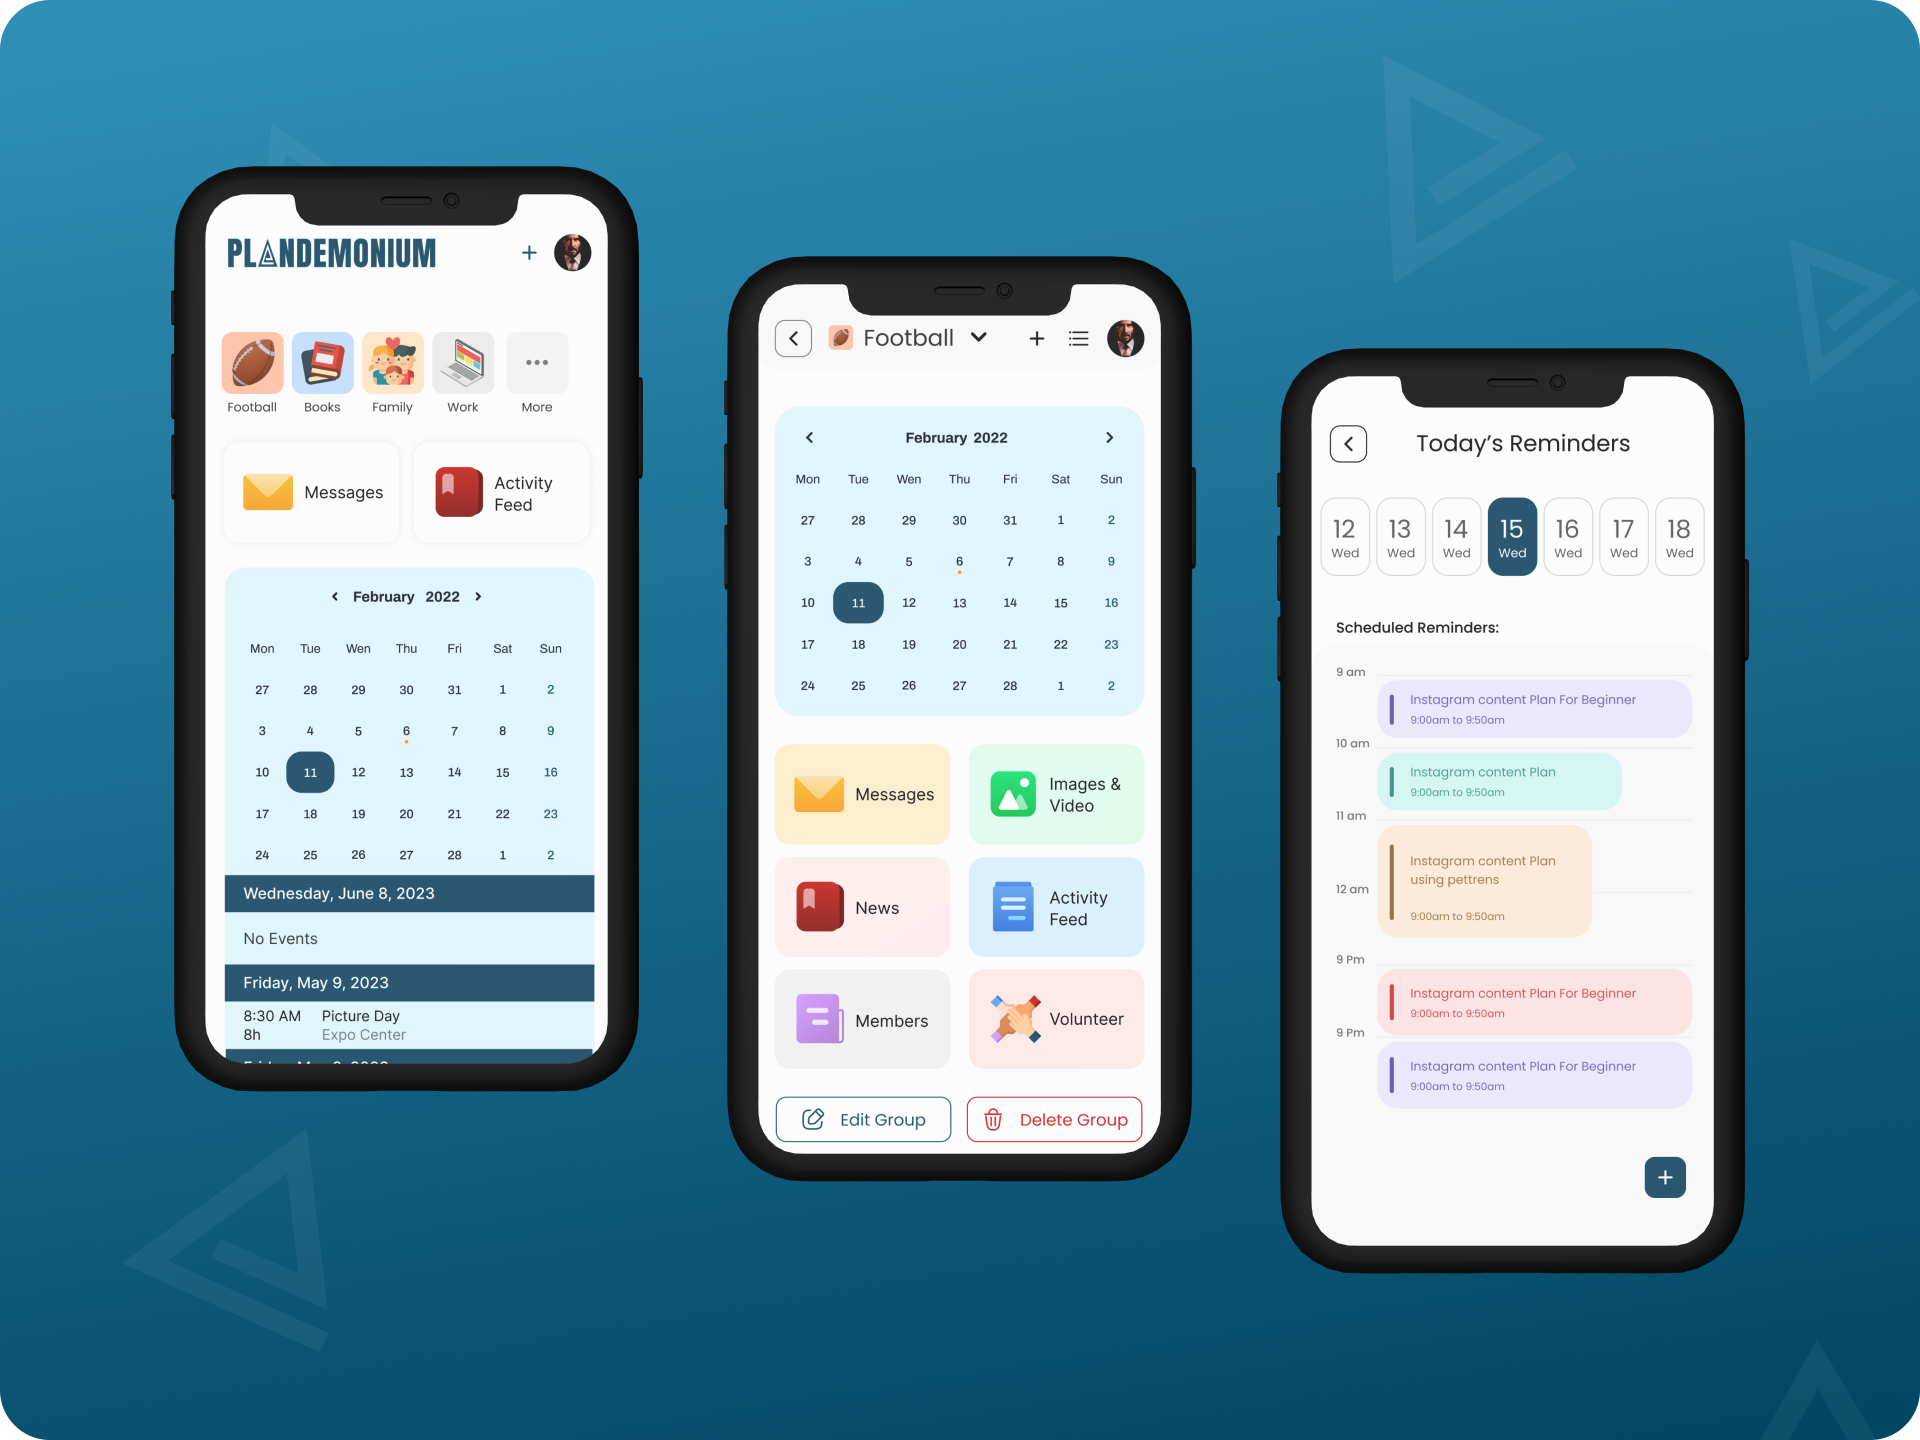 PLANDEMONIUM
Football Books Family Work More
Messages
Activity
Feed
February 2022
Mon Tue Wen Thu Fri Sat Sun
27 28 29 30 31 1 2
3 4 5 6 7 8 9
10 11 12 13 14 15 16
17 18 19 20 21 22 23
24 25 26 27 28 1 2
Wednesday, June 8, 2023
No Events
Friday, May 9, 2023
8:30 AM Picture Day
8h Expo Center
Football
February 2022
Mon Tue Wen Thu Fri Sat Sun
27 28 29 30 31 1 2
3 4 5 6 7 8 9
10 11 12 13 14 15 16
17 18 19 20 21 22 23
24 25 26 27 28 1 2
Messages
Images &
Video
News
Activity
Feed
Members
Volunteer
Edit Group
Delete Group
Today's Reminders
12 13 14 15 16 17 18
Wed Wed Wed Wed Wed Wed Wed
Scheduled Reminders:
9 am
Instagram content Plan For Beginner
9:00am to 9:50am
10 am
Instagram content Plan
9:00am to 9:50am
11 am
Instagram content Plan
using pettrens
12 am
9:00am to 9:50am
9 Pm
Instagram content Plan For Beginner
9:00am to 9:50am
9 Pm
Instagram content Plan For Beginner
9:00am to 9:50am